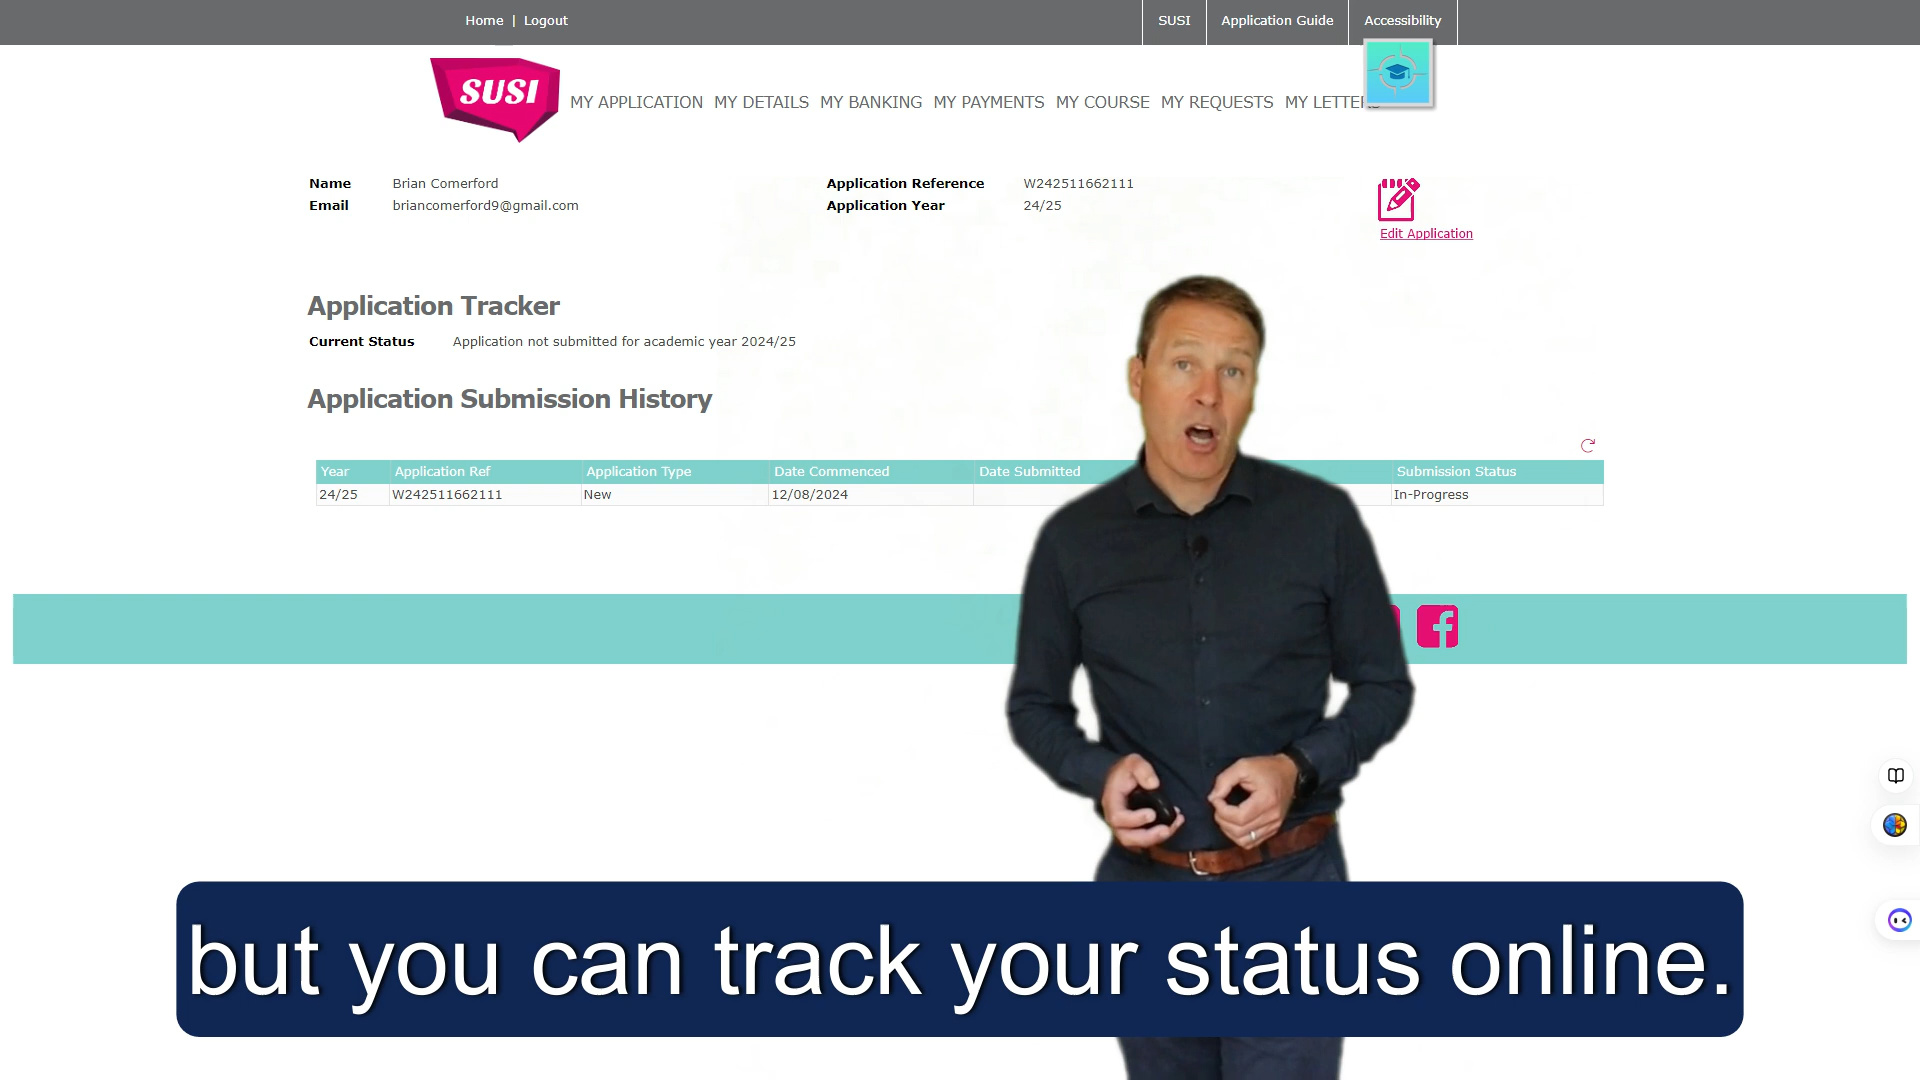 Home | Logout
SUSI
Application Guide
Accessibility
SUSI
MY APPLICATION MY DETAILS MY BANKING MY PAYMENTS MY COURSE MY REQUESTS MY LETTERS
Name Brian Comerford
Email briancomerford9@gmail.com
Application Reference W242511662111
Application Year 24/25
Edit Application
Application Tracker
Current Status Application not submitted for academic year 2024/25
Application Submission History
Year Application Ref Application Type Date Commenced Date Submitted Submission Status
24/25 W242511662111 New 12/08/2024 In-Progress
but you can track your status online.